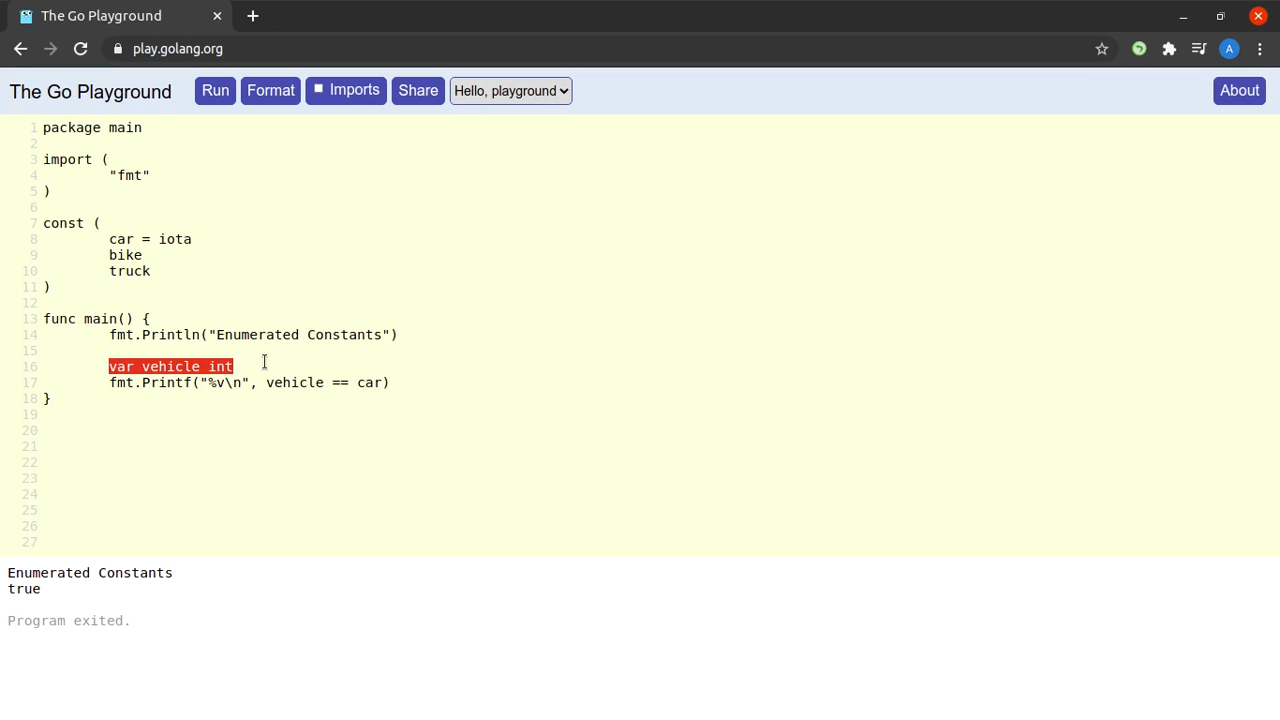 The Go Playground
play.golang.org
A
The Go Playground Run Format Imports Share Hello, playground About
1 package main
2
3 import (
4 "fmt"
5 )
6
7 const (
8 car = iota
9 bike
10 truck
11 )
12
13 func main() {
14 fmt.Println("Enumerated Constants")
15
16 var vehicle int
17 fmt.Printf("%v\n", vehicle == car)
18 }
19
20
21
22
23
24
25
26
27
Enumerated Constants
true
Program exited.